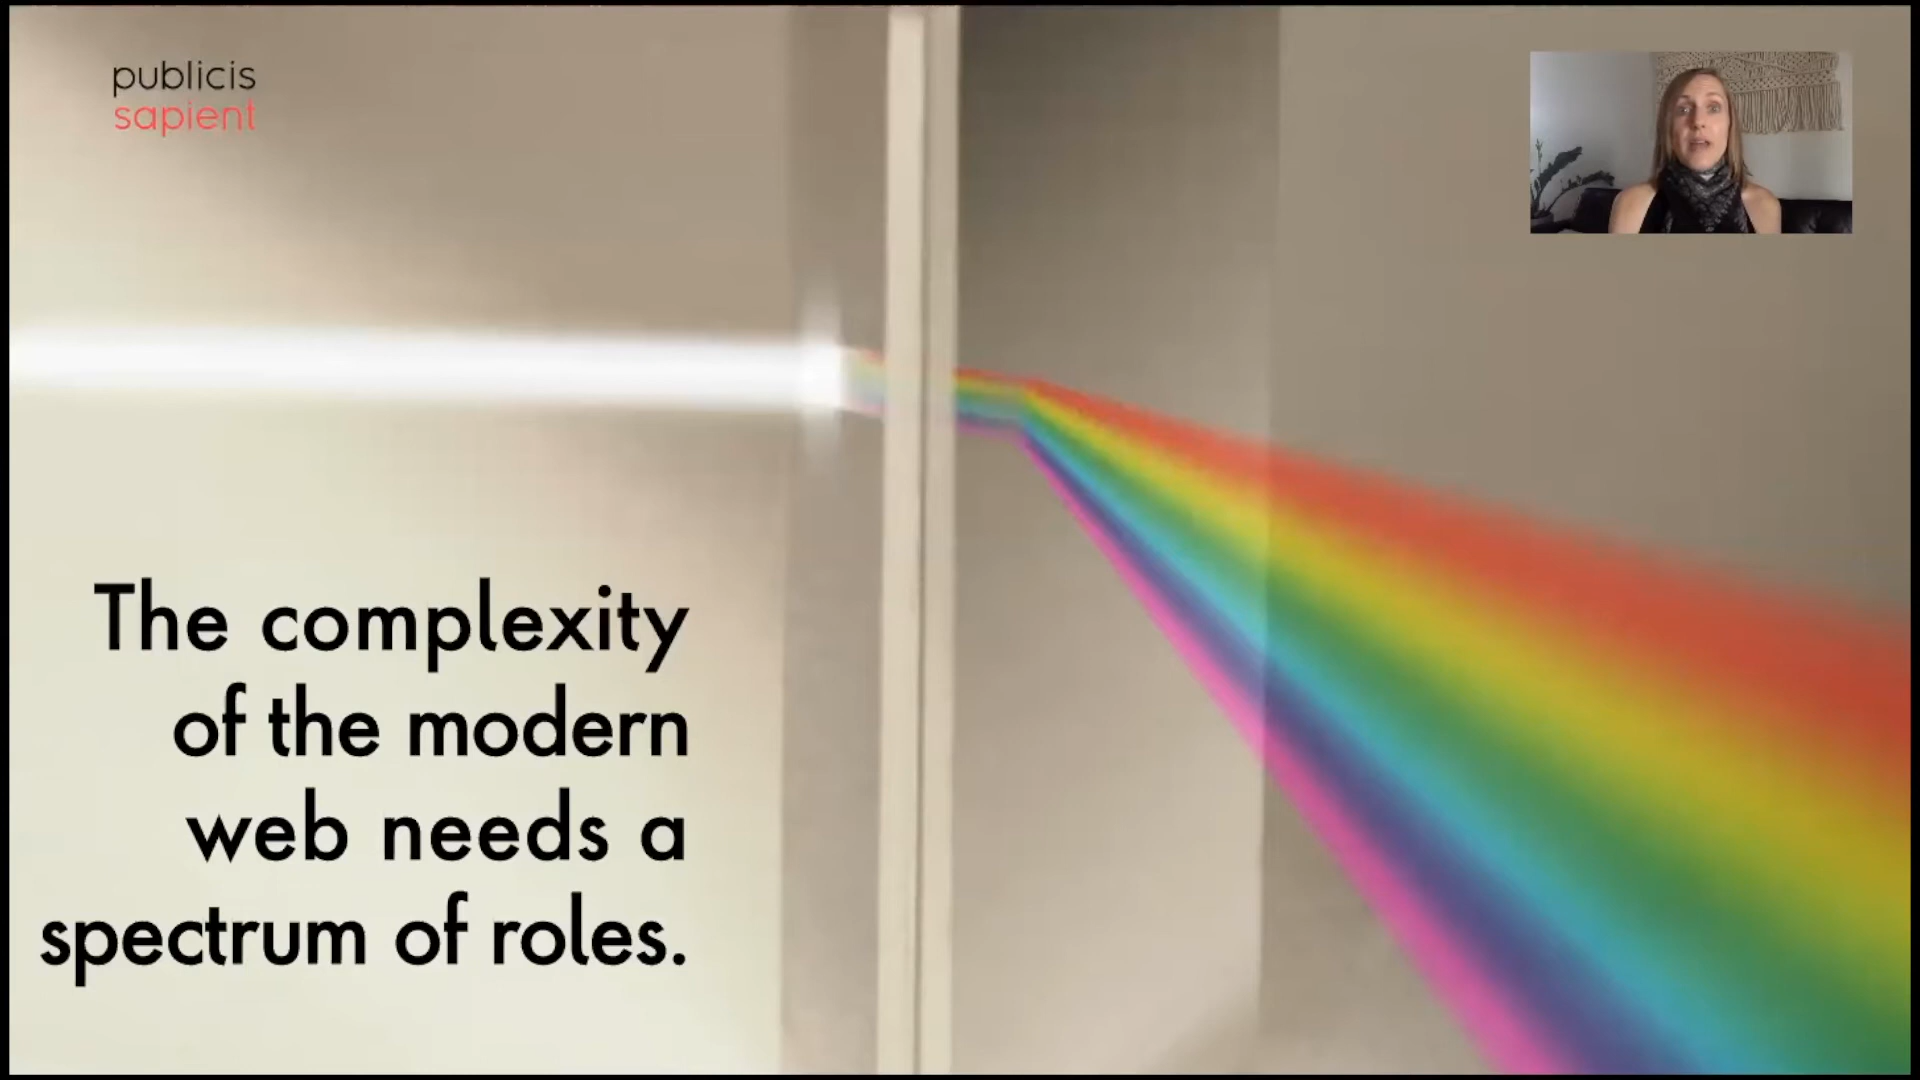 publicis
sapient
The complexity
of the modern
web needs a
spectrum of roles.